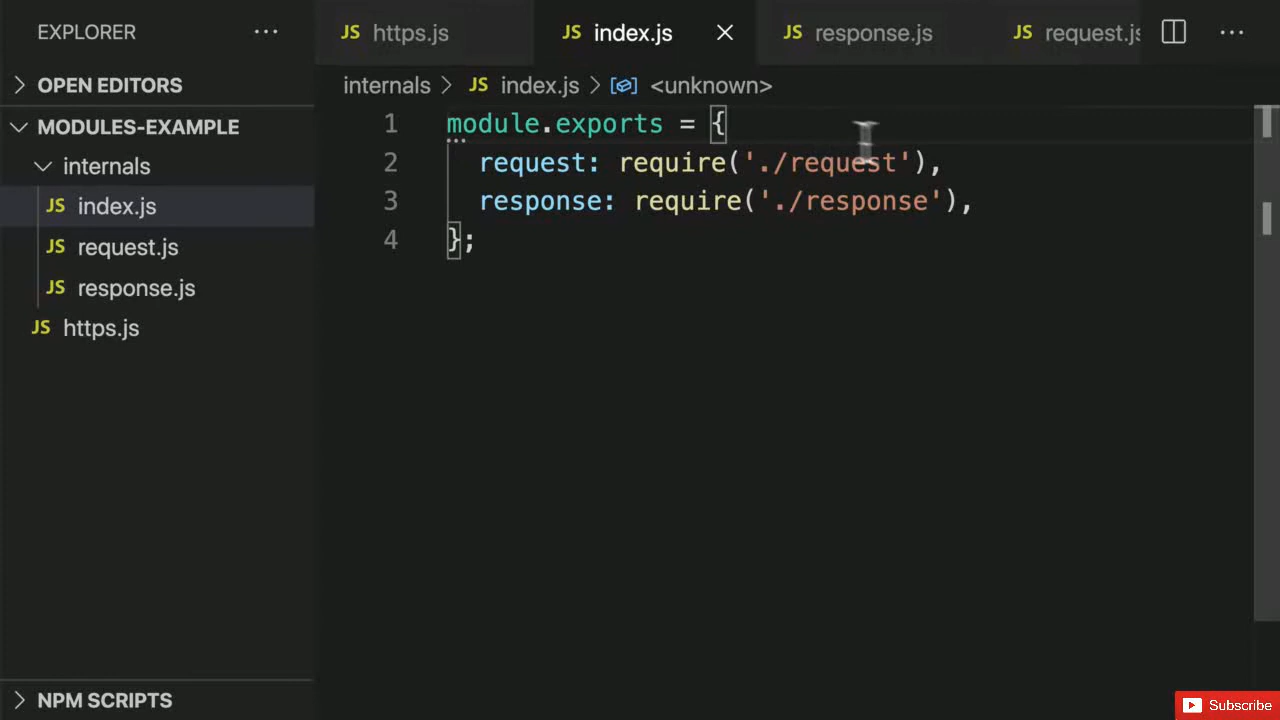 EXPLORER ...
OPEN EDITORS
MODULES-EXAMPLE
internals
JS index.js
JS request.js
JS response.js
JS https.js
NPM SCRIPTS
JS https.js JS index.js JS response.js JS request.js
internals > JS index.js > <unknown>
1 module.exports = {
2 request: require('./request'),
3 response: require('./response'),
4 };
Subscribe